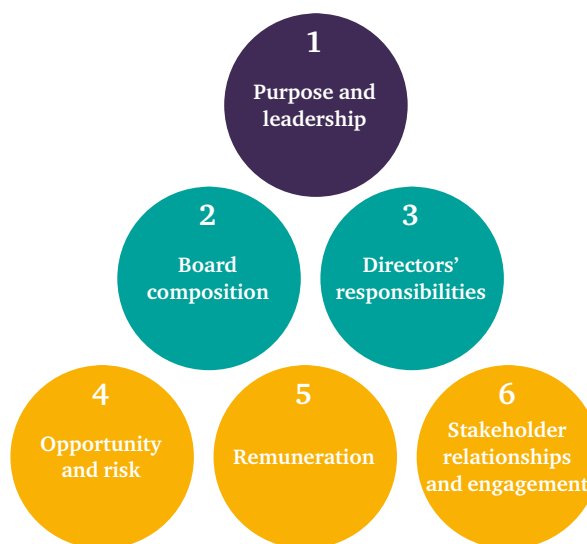 1
Purpose and
leadership
2
Board
composition
3
Directors’
responsibilities
4
Opportunity
and risk
5
Remuneration
6
Stakeholder
relationships
and engagement